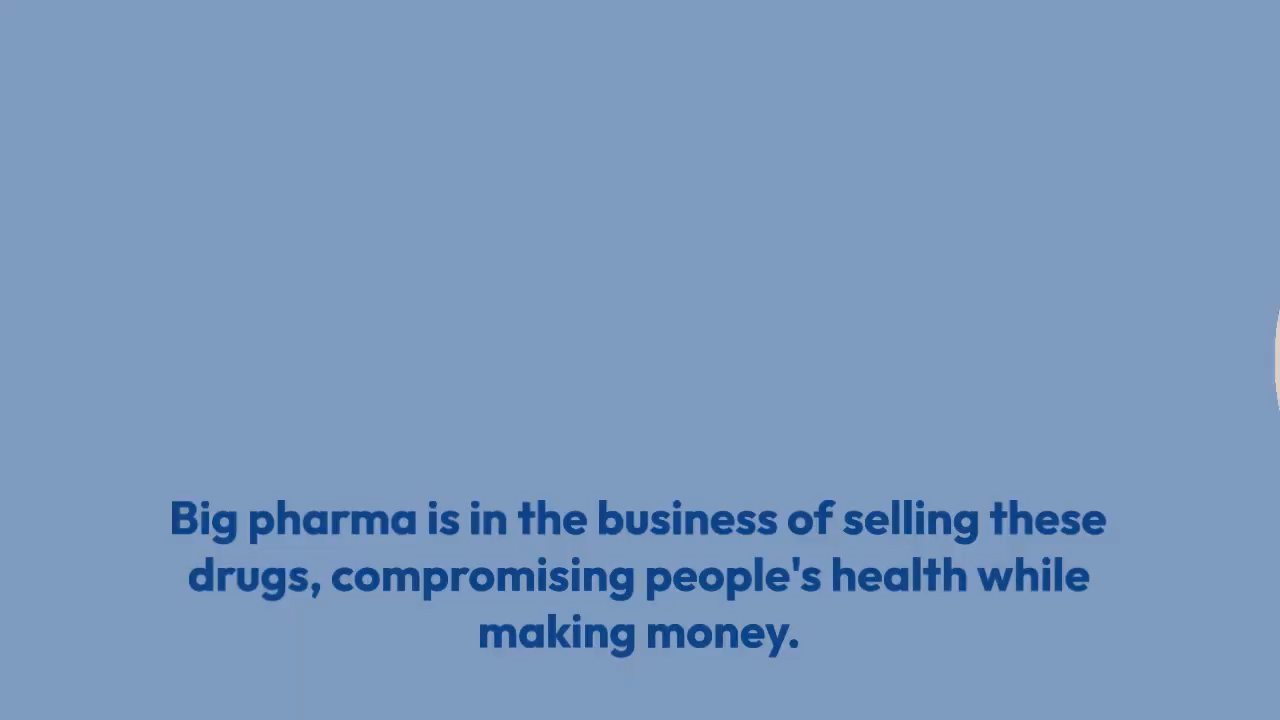 Big pharma is in the business of selling these
drugs, compromising people's health while
making money.